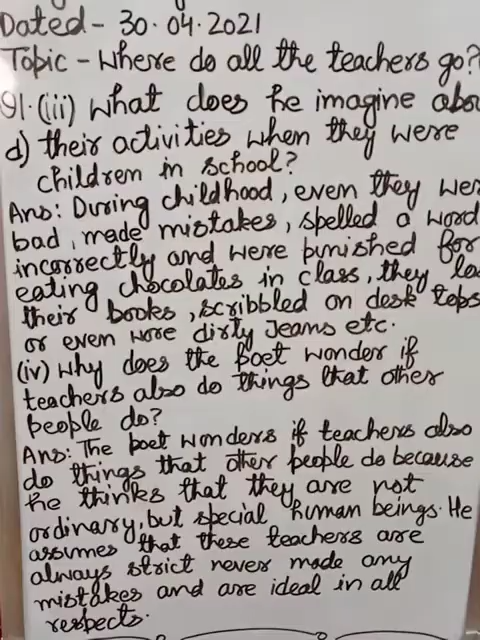 Dated - 30.04.2021
Topic - Where do all the teachers go?
Q1.(iii) What does he imagine abou
d) their activities when they were
children in school?
Ans: During childhood, even they wer
bad, made mistakes, spelled a word
incorrectly and were punished for
eating chocolates in class, they lo
their books, scribbled on desk tops
or even wore dirty Jeans etc.
(iv) Why does the poet wonder if
teachers also do things that other
people do?
Ans: The poet wonders if teachers also
do things that other people do because
he thinks that they are not
ordinary, but special human beings. He
assumes that these teachers are
always strict never made any
mistakes and are ideal in all
respects.